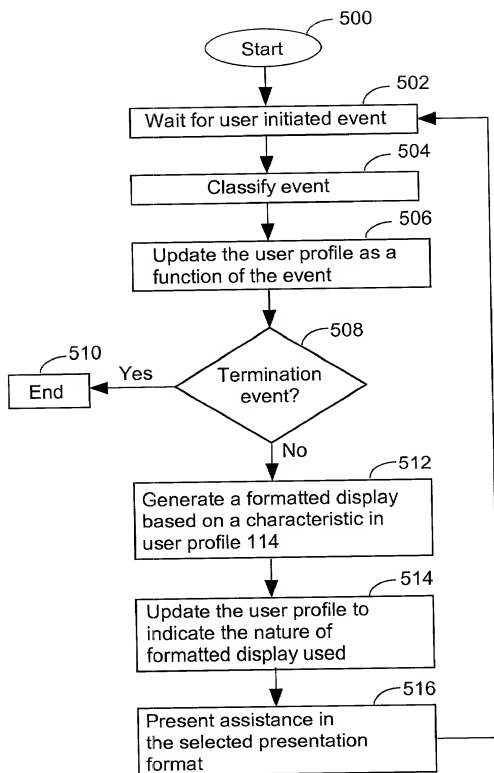 500
Start
502
Wait for user initiated event
504
Classify event
506
Update the user profile as a
function of the event
508
510
Termination
event?
Yes
End
No
512
Generate a formatted display
based on a characteristic in
user profile 114
514
Update the user profile to
indicate the nature of
formatted display used
516
Present assistance in
the selected presentation
format